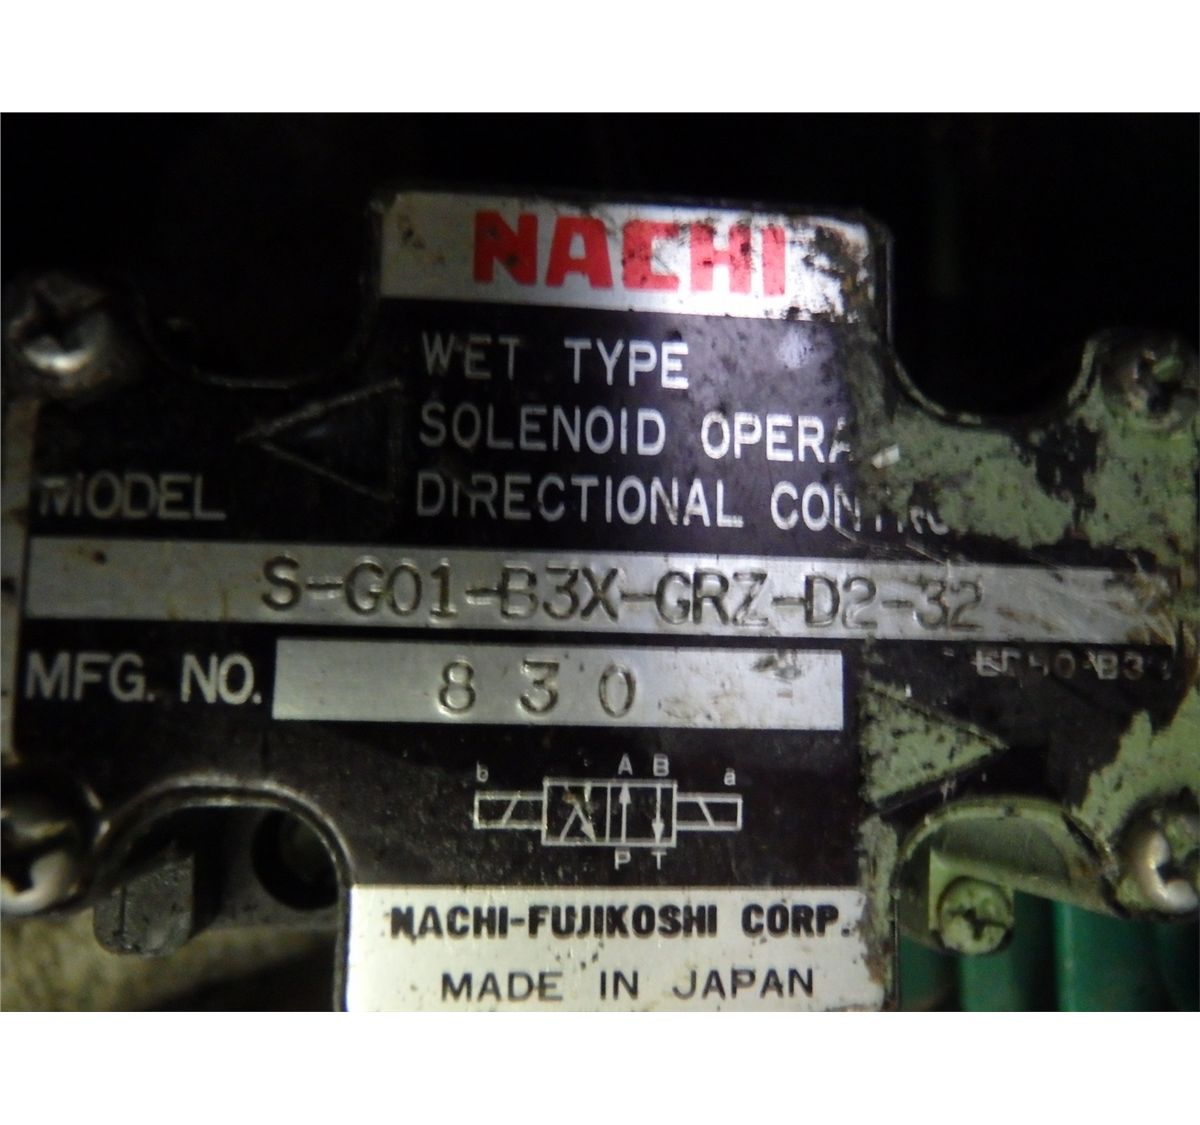 NACHI
WET TYPE
SOLENOID OPERA
DIRECTIONAL CONTRO
MODEL
S-G01-B3X-GRZ-D2-32
MFG. NO. 830
b A B a
P T
NACHI-FUJIKOSHI CORP.
MADE IN JAPAN